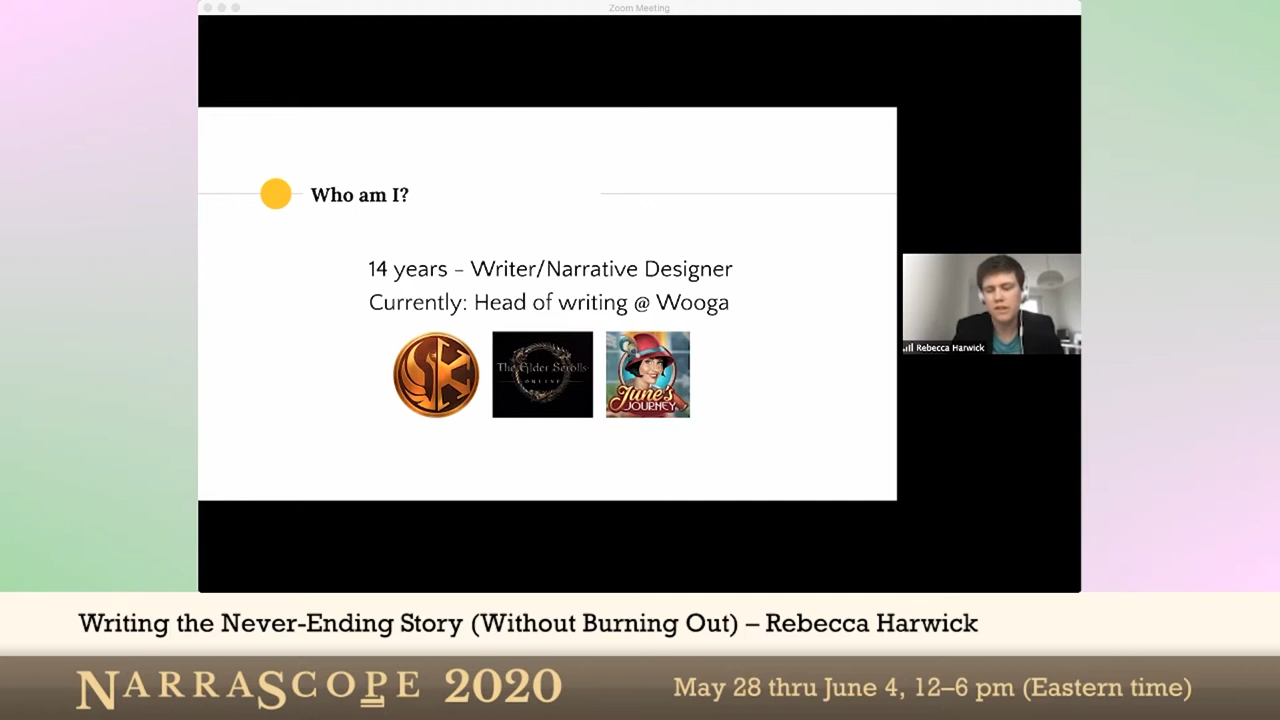 Zoom Meeting
Who am I?
14 years – Writer/Narrative Designer
Currently: Head of writing @ Wooga
The Elder Scrolls
ONLINE
June's
JOURNEY
Rebecca Harwick
Writing the Never-Ending Story (Without Burning Out) – Rebecca Harwick
NARRASCOPE 2020
May 28 thru June 4, 12–6 pm (Eastern time)